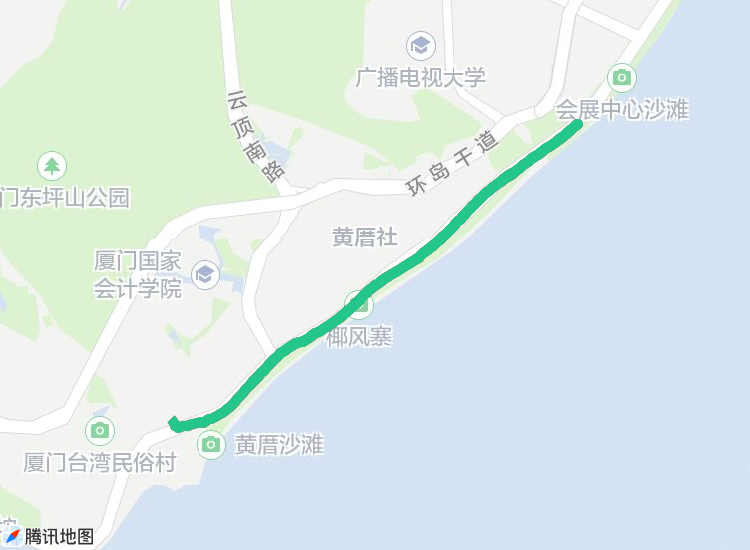 广播电视大学
云顶南路
会展中心沙滩
环岛干道
门东坪山公园
黄厝社
厦门国家
会计学院
椰风寨
黄厝沙滩
厦门台湾民俗村
腾讯地图